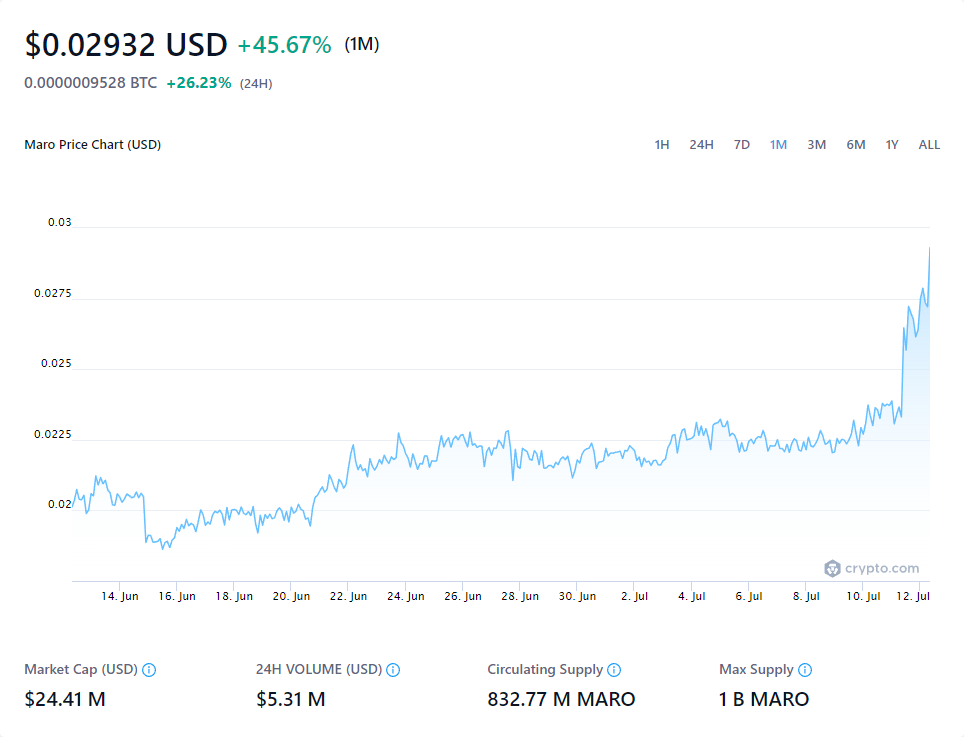 $0.02932 USD +45.67% (1M)
0.0000009528 BTC +26.23% (24H)
Maro Price Chart (USD) 1H 24H 7D 1M 3M 6M 1Y ALL
0.03
0.0275
0.025
0.0225
0.02
crypto.com
14. Jun 16. Jun 18. Jun 20. Jun 22. Jun 24. Jun 26. Jun 28. Jun 30. Jun 2. Jul 4. Jul 6. Jul 8. Jul 10. Jul 12. Jul
Market Cap (USD) 24H VOLUME (USD) Circulating Supply Max Supply
$24.41 M $5.31 M 832.77 M MARO 1 B MARO